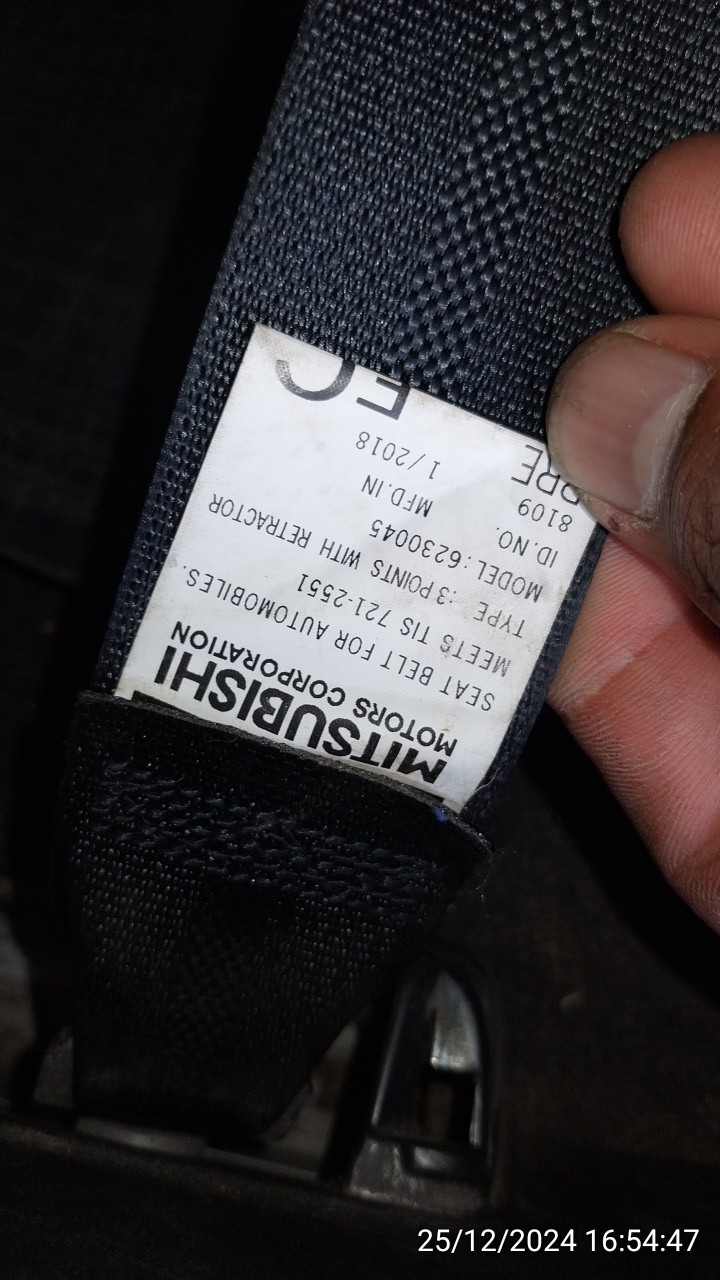 MITSUBISHI
MOTORS CORPORATION
SEAT BELT FOR AUTOMOBILES.
MEETS TIS 721-2551
TYPE : 3 POINTS WITH RETRACTOR
MODEL : 6230045
ID.NO. MFD.IN
8109 1/2018
25/12/2024 16:54:47